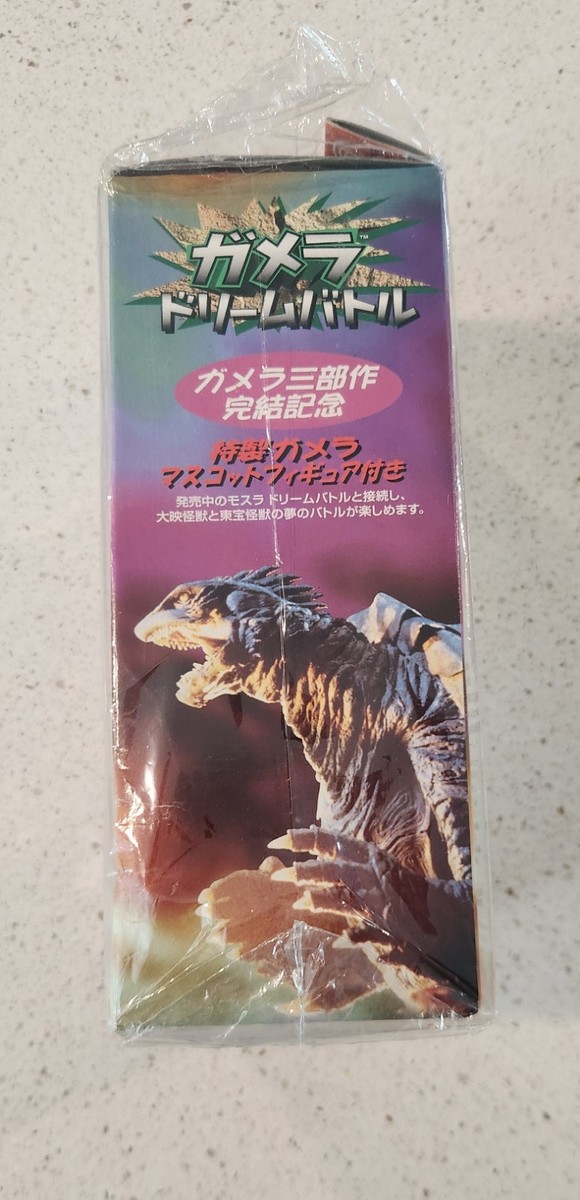 ガメラ™
ドリームバトル
ガメラ三部作
完結記念
特製ガメラ
マスコットフィギュア付き
発売中のモスラ ドリームバトルと接続し、
大映怪獣と東宝怪獣の夢のバトルが楽しめます。